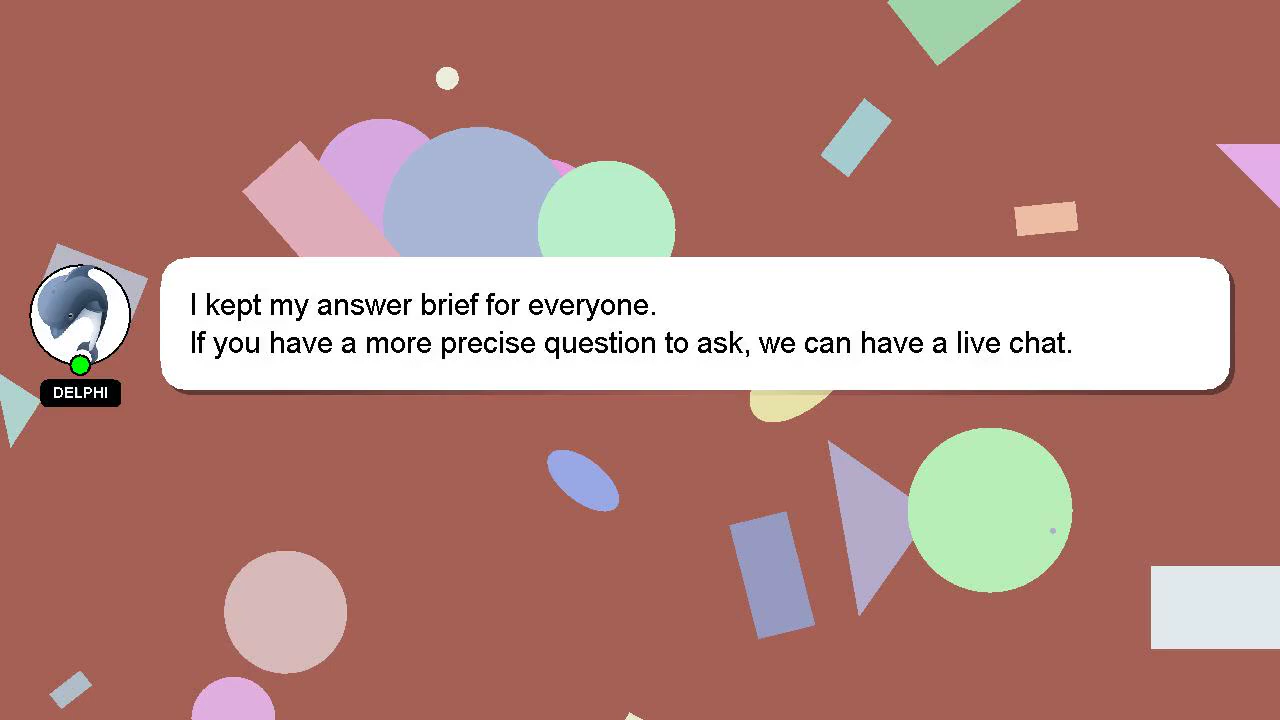 I kept my answer brief for everyone.
If you have a more precise question to ask, we can have a live chat.
DELPHI